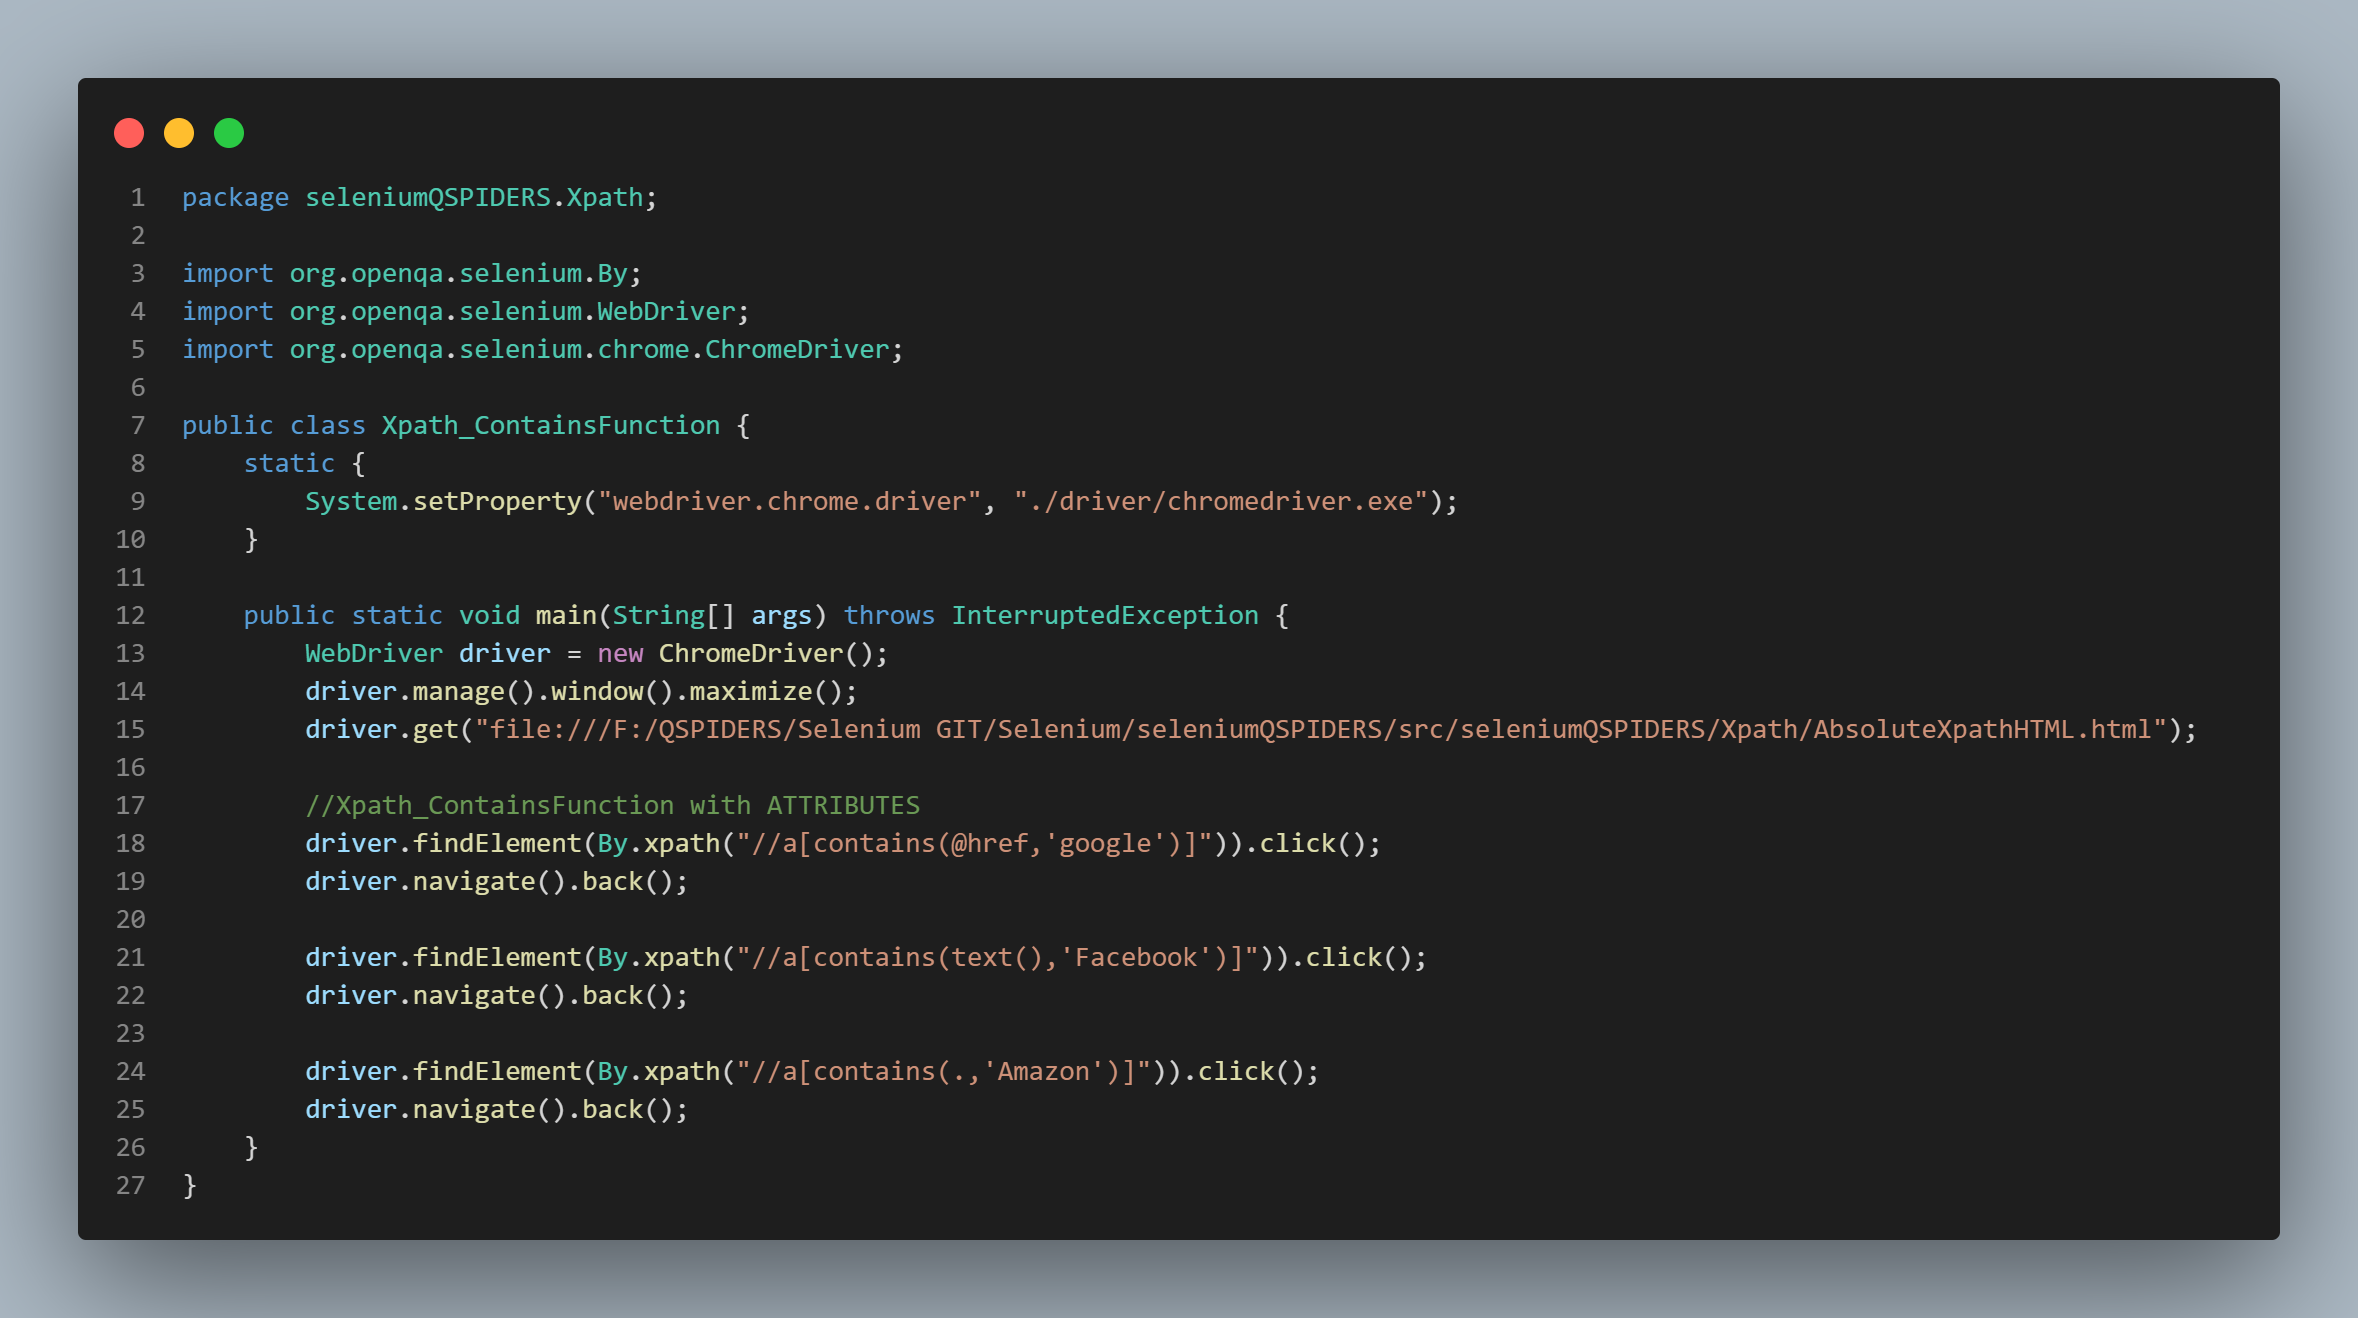 1 package seleniumQSPIDERS.Xpath;
2
3 import org.openqa.selenium.By;
4 import org.openqa.selenium.WebDriver;
5 import org.openqa.selenium.chrome.ChromeDriver;
6
7 public class Xpath_ContainsFunction {
8     static {
9         System.setProperty("webdriver.chrome.driver", "./driver/chromedriver.exe");
10     }
11
12     public static void main(String[] args) throws InterruptedException {
13         WebDriver driver = new ChromeDriver();
14         driver.manage().window().maximize();
15         driver.get("file:///F:/QSPIDERS/Selenium GIT/Selenium/seleniumQSPIDERS/src/seleniumQSPIDERS/Xpath/AbsoluteXpathHTML.html");
16
17         //Xpath_ContainsFunction with ATTRIBUTES
18         driver.findElement(By.xpath("//a[contains(@href,'google')]")).click();
19         driver.navigate().back();
20
21         driver.findElement(By.xpath("//a[contains(text(),'Facebook')]")).click();
22         driver.navigate().back();
23
24         driver.findElement(By.xpath("//a[contains(.,'Amazon')]")).click();
25         driver.navigate().back();
26     }
27 }